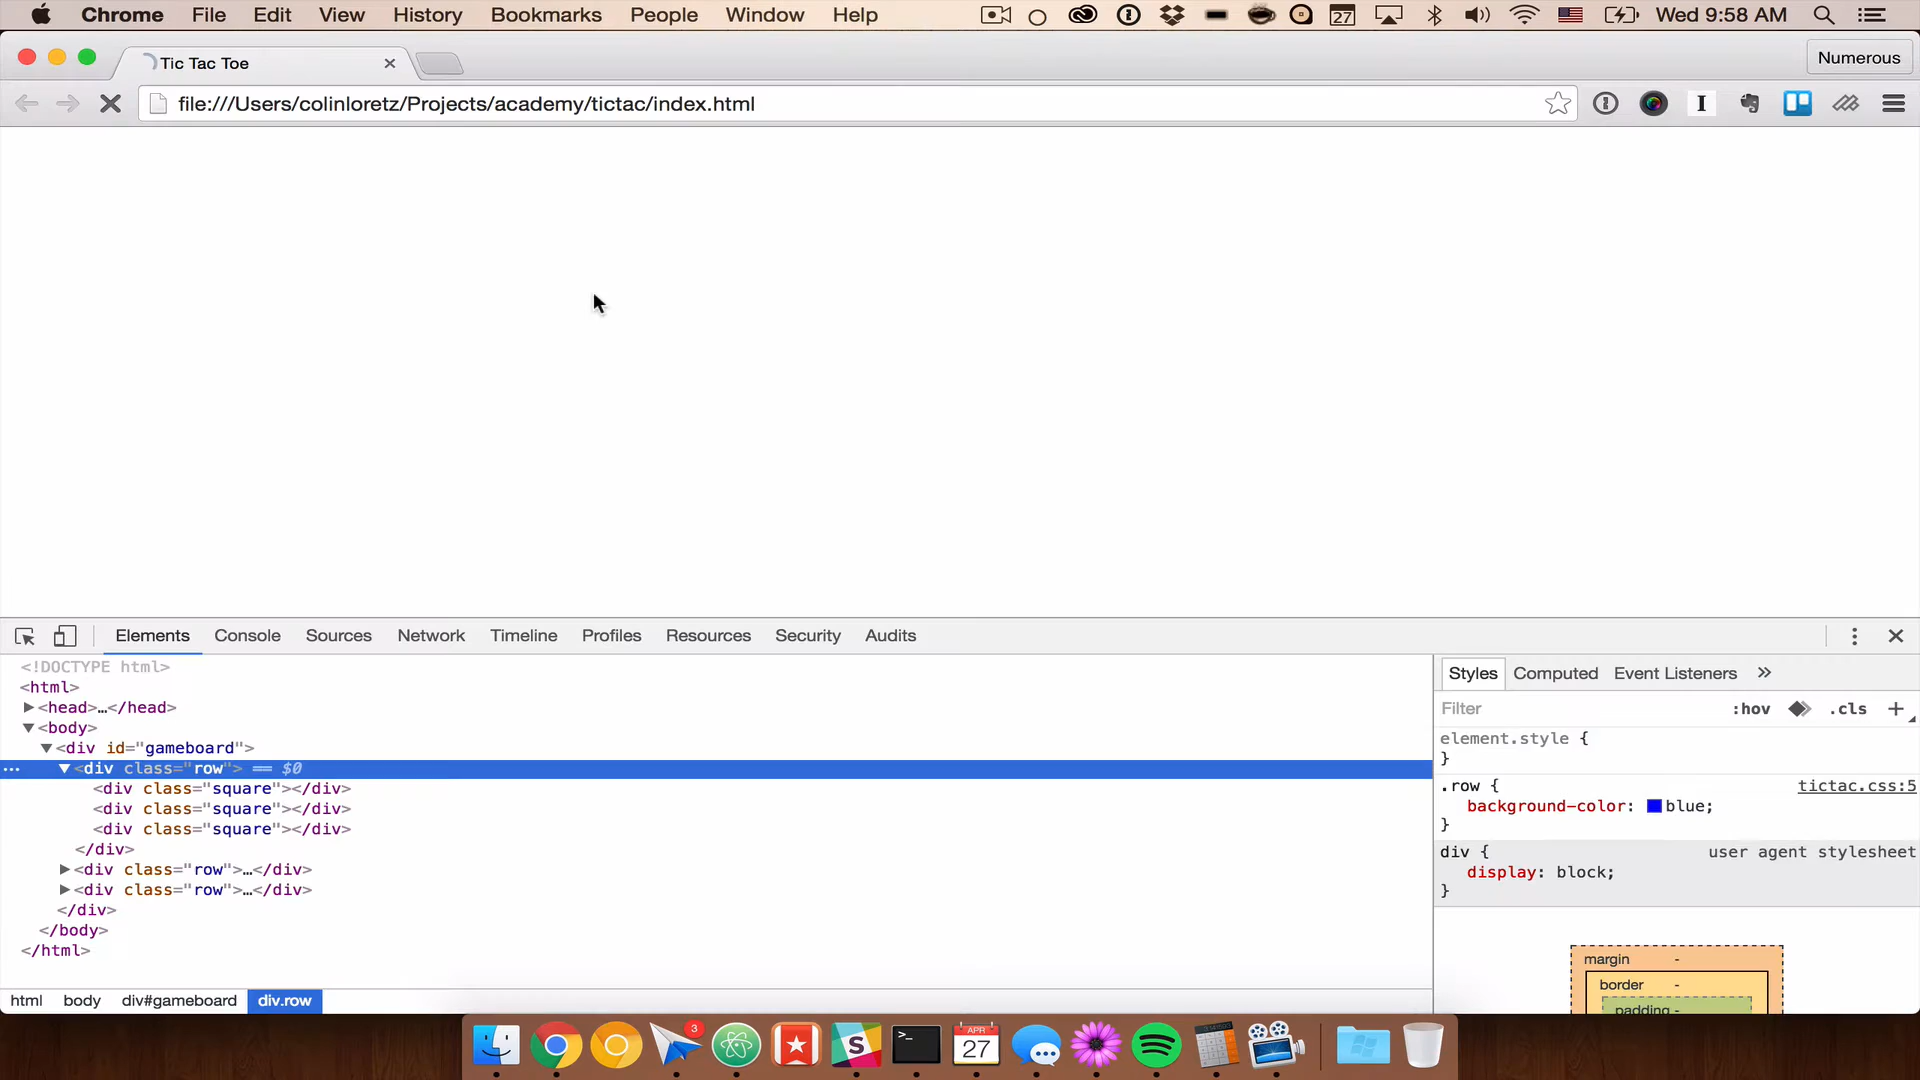 Chrome File Edit View History Bookmarks People Window Help 27 Wed 9:58 AM
Tic Tac Toe Numerous
file:///Users/colinloretz/Projects/academy/tictac/index.html
Elements Console Sources Network Timeline Profiles Resources Security Audits
<!DOCTYPE html>
<html>
<head>…</head>
<body>
<div id="gameboard">
... <div class="row"> == $0
<div class="square"></div>
<div class="square"></div>
<div class="square"></div>
</div>
<div class="row">…</div>
<div class="row">…</div>
</div>
</body>
</html>
html body div#gameboard div.row
Styles Computed Event Listeners »
Filter :hov .cls +
element.style {
}
.row { tictac.css:5
background-color: blue;
}
div { user agent stylesheet
display: block;
}
margin -
border -
padding -
3
APR
27